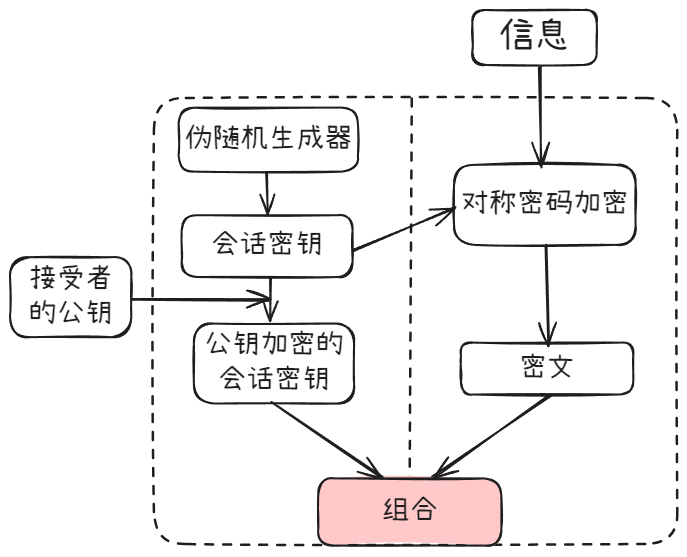 信息
伪随机生成器
对称密码加密
会话密钥
接受者
的公钥
公钥加密的
会话密钥
密文
组合